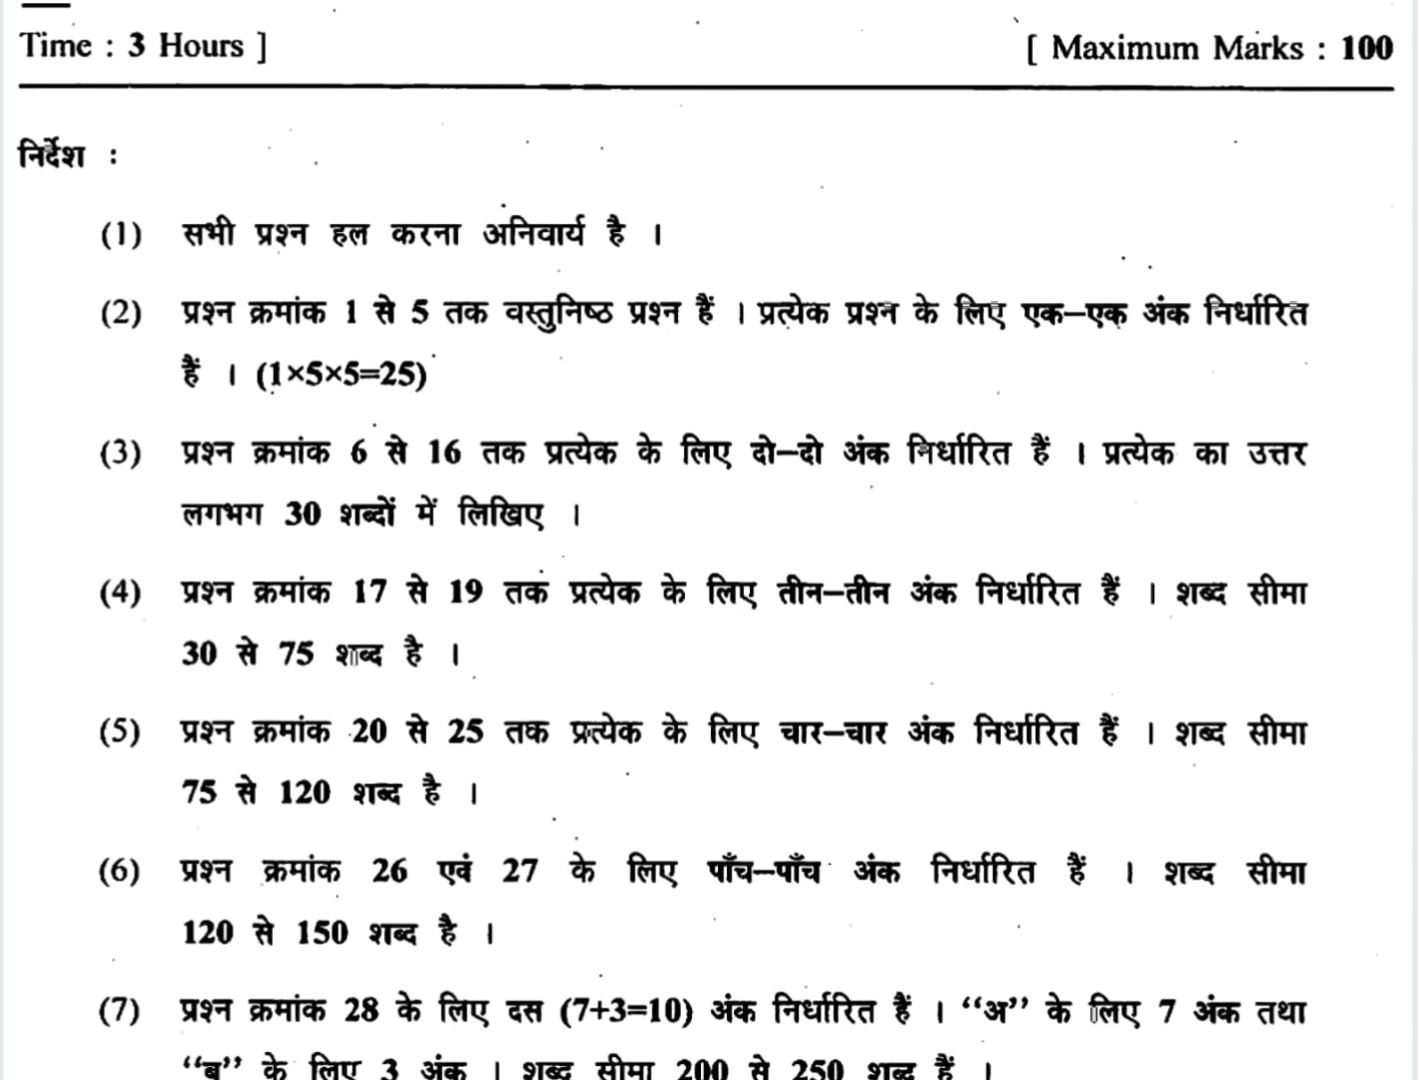 Time : 3 Hours ]
[ Maximum Marks : 100
निर्देश :
(1) सभी प्रश्न हल करना अनिवार्य है ।
(2) प्रश्न क्रमांक 1 से 5 तक वस्तुनिष्ठ प्रश्न हैं । प्रत्येक प्रश्न के लिए एक–एक अंक निर्धारित
हैं । (1×5×5=25)
(3) प्रश्न क्रमांक 6 से 16 तक प्रत्येक के लिए दो–दो अंक निर्धारित हैं । प्रत्येक का उत्तर
लगभग 30 शब्दों में लिखिए ।
(4) प्रश्न क्रमांक 17 से 19 तक प्रत्येक के लिए तीन–तीन अंक निर्धारित हैं । शब्द सीमा
30 से 75 शब्द है ।
(5) प्रश्न क्रमांक 20 से 25 तक प्रत्येक के लिए चार–चार अंक निर्धारित हैं । शब्द सीमा
75 से 120 शब्द है ।
(6) प्रश्न क्रमांक 26 एवं 27 के लिए पाँच–पाँच अंक निर्धारित हैं । शब्द सीमा
120 से 150 शब्द है ।
(7) प्रश्न क्रमांक 28 के लिए दस (7+3=10) अंक निर्धारित हैं । ‘‘अ’’ के लिए 7 अंक तथा
‘‘ब’’ के लिए 3 अंक । शब्द सीमा 200 से 250 शब्द हैं ।